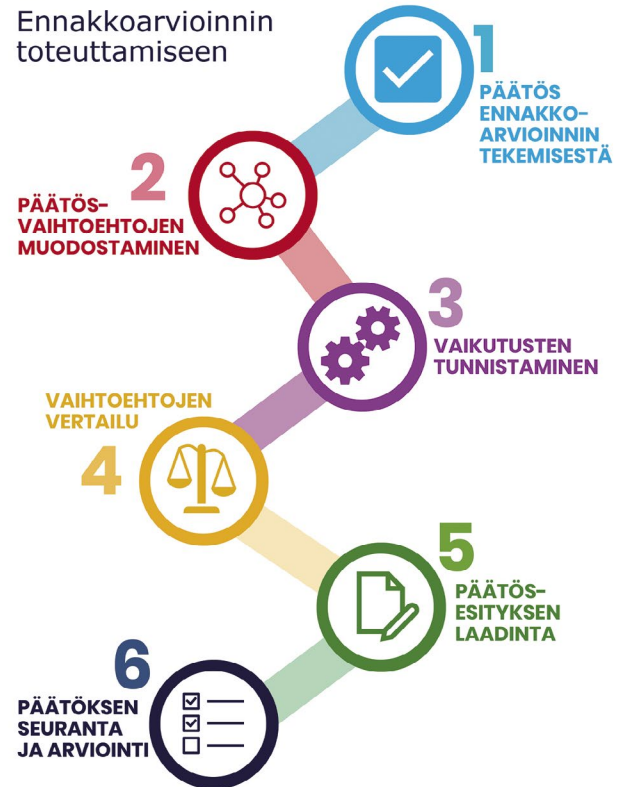 Ennakkoarvioinnin
toteuttamiseen
1
PÄÄTÖS
ENNAKKO-
ARVIOINNIN
TEKEMISESTÄ
2
PÄÄTÖS-
VAIHTOEHTOJEN
MUODOSTAMINEN
3
VAIKUTUSTEN
TUNNISTAMINEN
VAIHTOEHTOJEN
VERTAILU
4
5
PÄÄTÖS-
ESITYKSEN
LAADINTA
6
PÄÄTÖKSEN
SEURANTA
JA ARVIOINTI